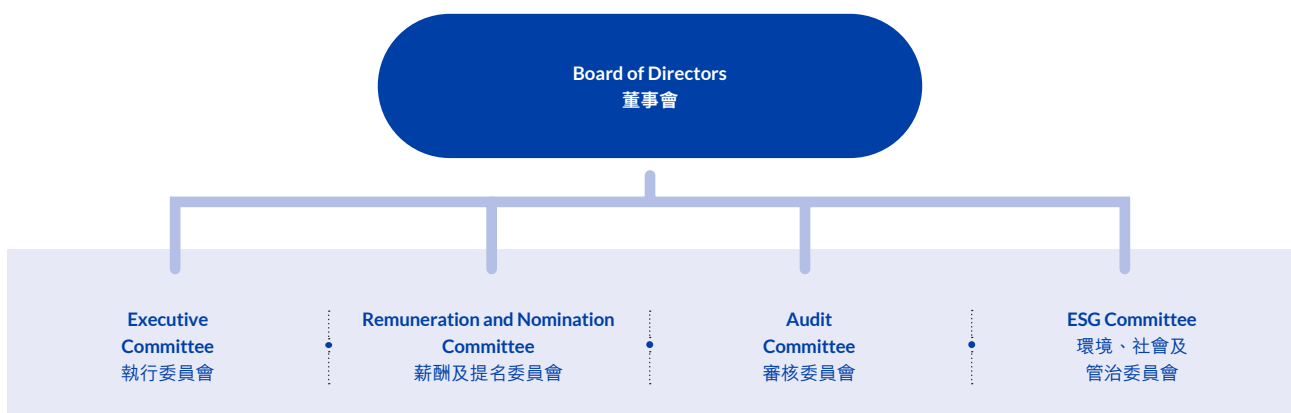 Board of Directors
董事會
Executive
Committee
執行委員會
Remuneration and Nomination
Committee
薪酬及提名委員會
Audit
Committee
審核委員會
ESG Committee
環境、社會及
管治委員會